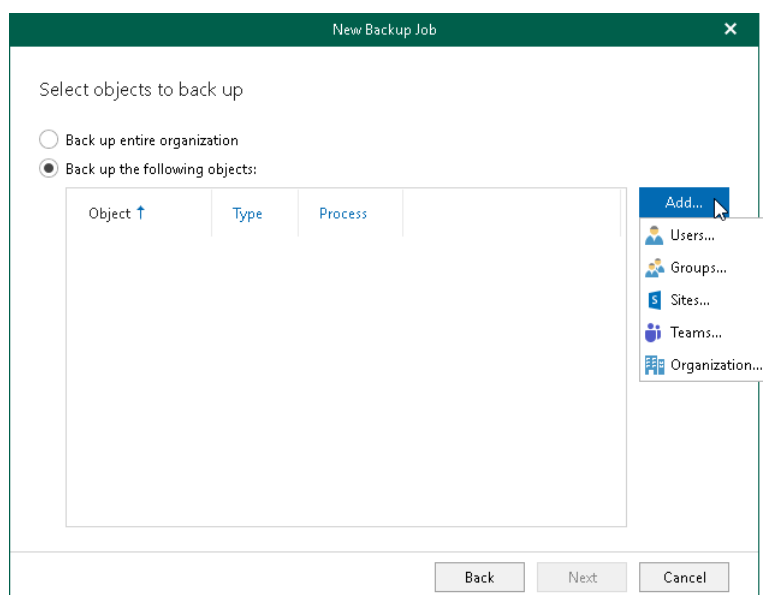 New Backup Job
Select objects to back up
Back up entire organization
Back up the following objects:
Object ↑ Type Process
Add...
Users...
Groups...
Sites...
Teams...
Organization...
Back Next Cancel